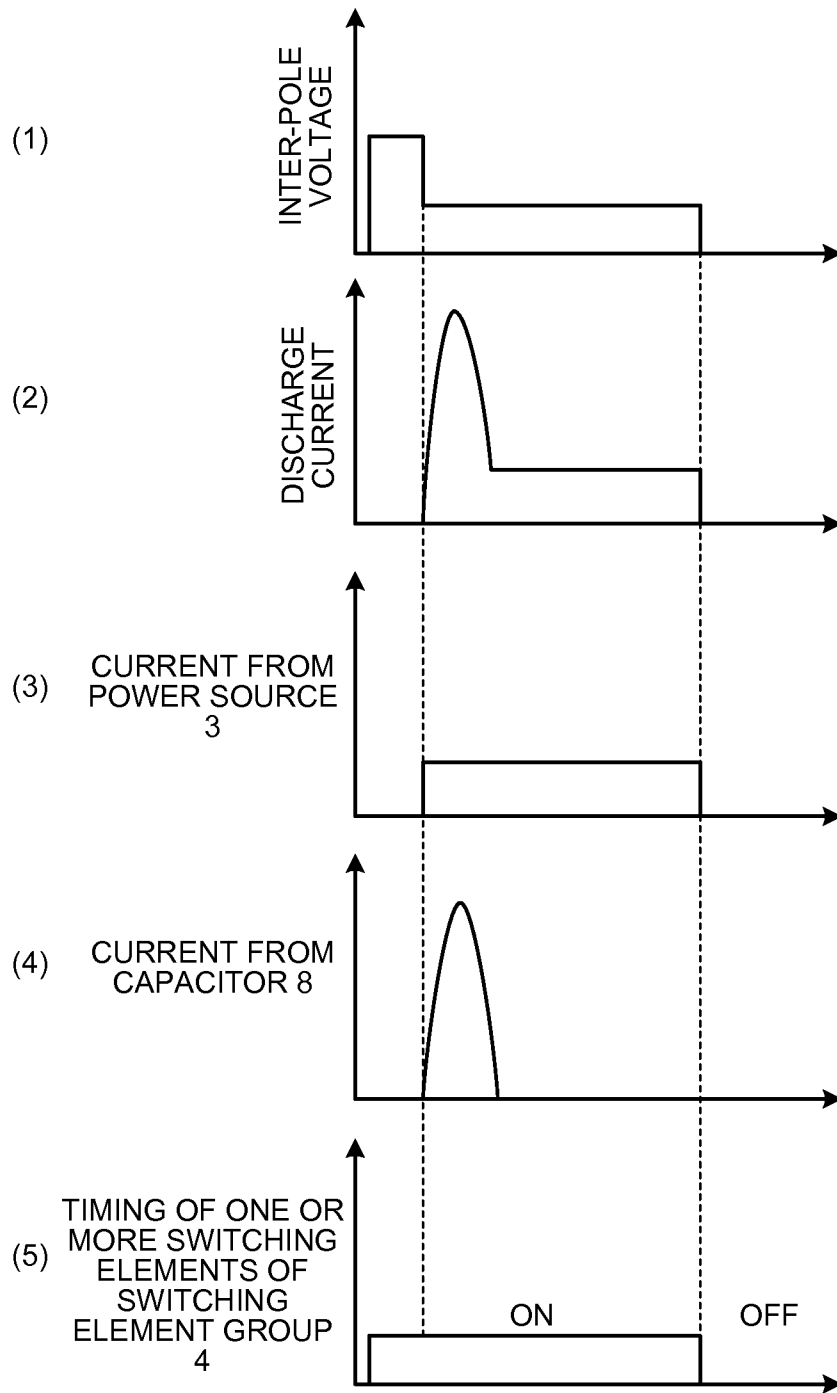 (1)
INTER-POLE
VOLTAGE
(2)
DISCHARGE
CURRENT
(3)
CURRENT FROM
POWER SOURCE
3
(4)
CURRENT FROM
CAPACITOR 8
(5)
TIMING OF ONE OR
MORE SWITCHING
ELEMENTS OF
SWITCHING
ELEMENT GROUP
4
ON
OFF